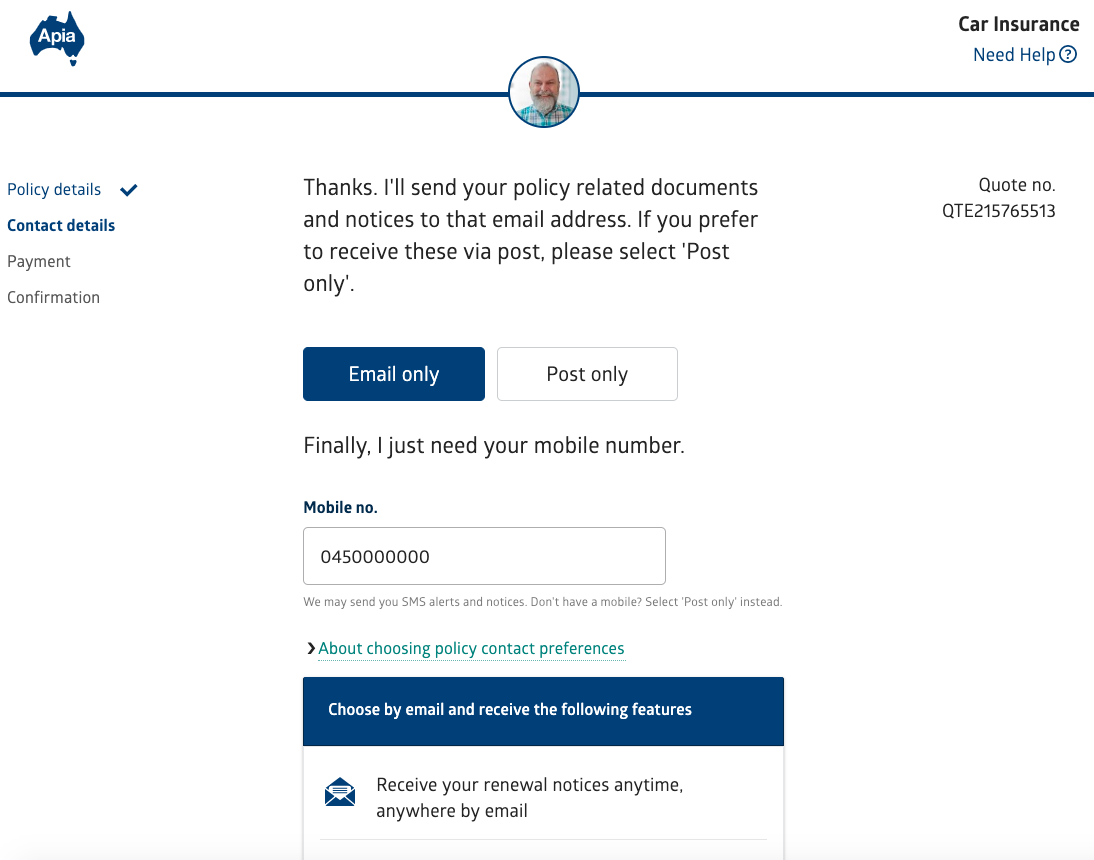 Apia
Car Insurance
Need Help ?
Policy details
Contact details
Payment
Confirmation
Thanks. I'll send your policy related documents
and notices to that email address. If you prefer
to receive these via post, please select 'Post
only'.
Quote no.
QTE215765513
Email only
Post only
Finally, I just need your mobile number.
Mobile no.
0450000000
We may send you SMS alerts and notices. Don't have a mobile? Select 'Post only' instead.
About choosing policy contact preferences
Choose by email and receive the following features
Receive your renewal notices anytime,
anywhere by email